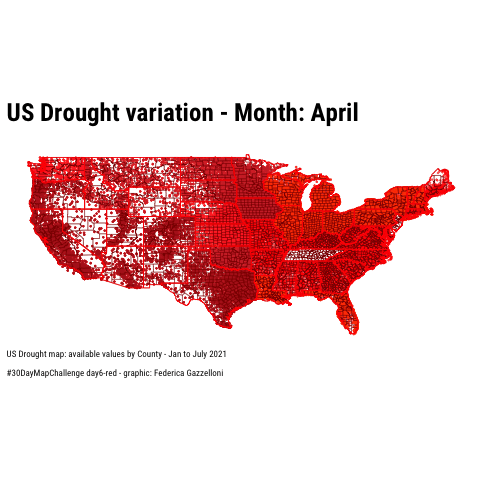 US Drought variation - Month: April
US Drought map: available values by County - Jan to July 2021
#30DayMapChallenge day6-red - graphic: Federica Gazzelloni